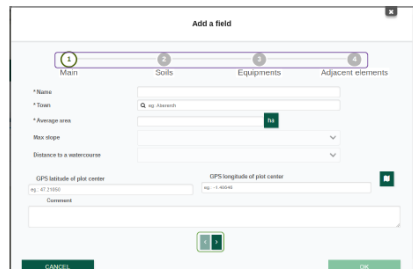 Add a field
1 2 3 4
Main Soils Equipments Adjacent elements
* Name
* Town
eg.
* Average area
ha
Max slope
Distance to a watercourse
GPS latitude of plot center GPS longitude of plot center
eg.: 47.21850 eg.: -1.46045
Comment
< >
CANCEL OK